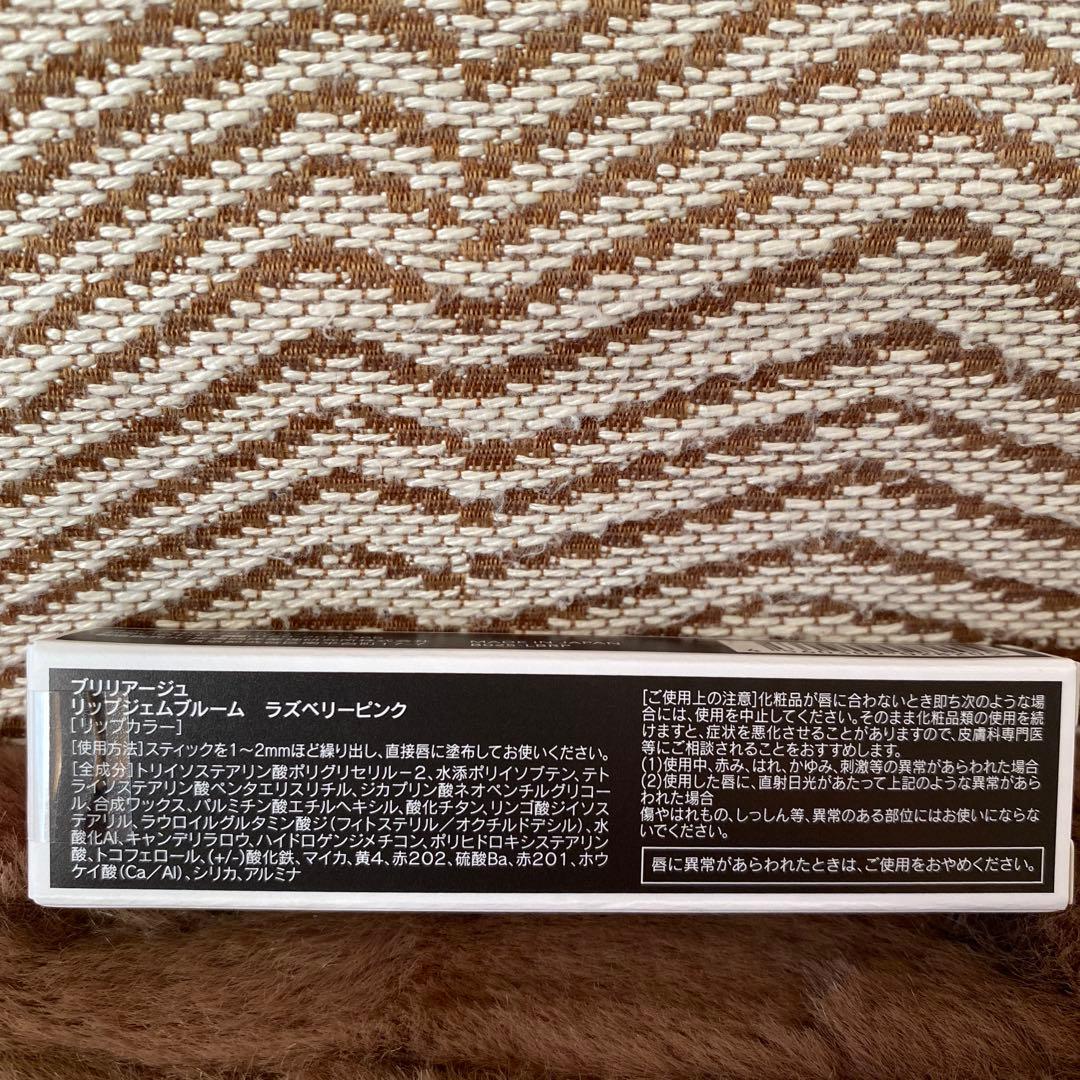 MADE IN JAPAN
ブリリアージュ
リップジェムブルーム　ラズベリーピンク
[リップカラー]
[使用方法]スティックを1〜2mmほど繰り出し、直接唇に塗布してお使いください。
[全成分]トリイソステアリン酸ポリグリセリル－2、水添ポリイソブテン、テト
ライソステアリン酸ペンタエリスリチル、ジカプリン酸ネオペンチルグリコー
ル、合成ワックス、パルミチン酸エチルヘキシル、酸化チタン、リンゴ酸ジイソス
テアリル、ラウロイルグルタミン酸ジ(フィトステリル／オクチルドデシル)、水
酸化Al、キャンデリラロウ、ハイドロゲンジメチコン、ポリヒドロキシステアリン
酸、トコフェロール、(+/-)酸化鉄、マイカ、黄4、赤202、硫酸Ba、赤201、ホウ
ケイ酸(Ca／Al)、シリカ、アルミナ
[ご使用上の注意]化粧品が唇に合わないとき即ち次のような場
合には、使用を中止してください。そのまま化粧品類の使用を続
けますと、症状を悪化させることがありますので、皮膚科専門医
等にご相談されることをおすすめします。
(1)使用中、赤み、はれ、かゆみ、刺激等の異常があらわれた場合
(2)使用した唇に、直射日光があたって上記のような異常があら
われた場合
傷やはれもの、しっしん等、異常のある部位にはお使いにならな
いでください。
唇に異常があらわれたときは、ご使用をおやめください。